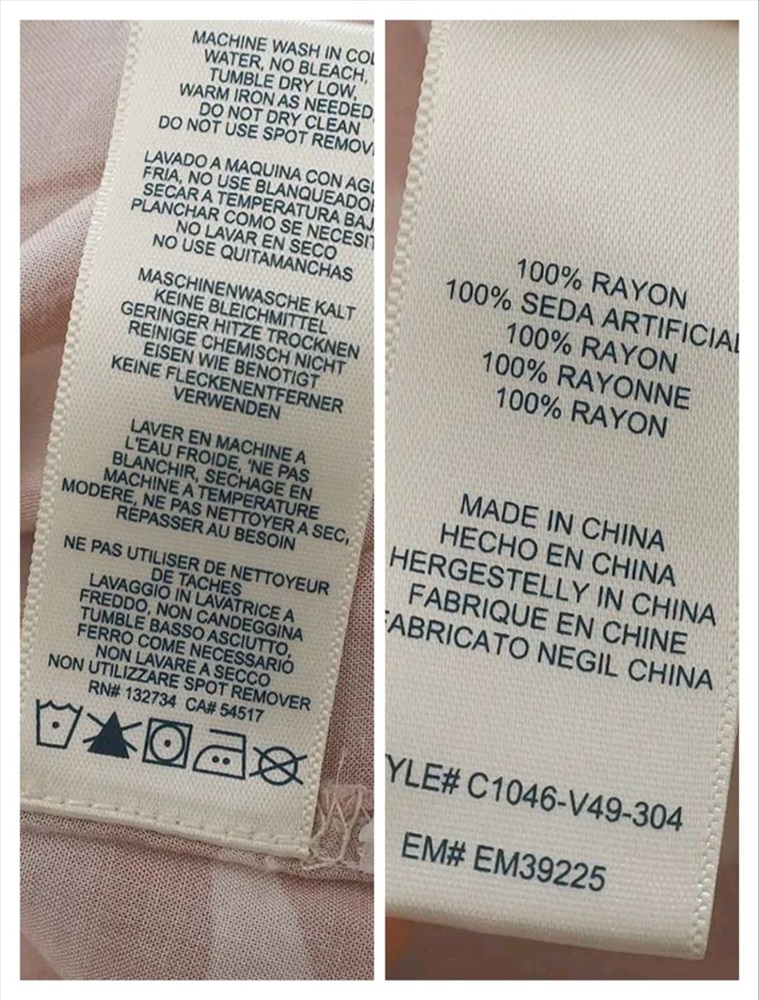 MACHINE WASH IN COL
WATER, NO BLEACH,
TUMBLE DRY LOW,
WARM IRON AS NEEDED
DO NOT DRY CLEAN
DO NOT USE SPOT REMOV
LAVADO A MAQUINA CON AGU
FRIA, NO USE BLANQUEADOR
SECAR A TEMPERATURA BAJ
PLANCHAR COMO SE NECESIT
NO LAVAR EN SECO
NO USE QUITAMANCHAS
MASCHINENWASCHE KALT
KEINE BLEICHMITTEL
GERINGER HITZE TROCKNEN
REINIGE CHEMISCH NICHT
EISEN WIE BENOTIGT
KEINE FLECKENENTFERNER
VERWENDEN
LAVER EN MACHINE A
L'EAU FROIDE, 'NE PAS
BLANCHIR, SECHAGE EN
MACHINE A TEMPERATURE
MODERE, NE PAS NETTOYER A SEC,
REPASSER AU BESOIN
NE PAS UTILISER DE NETTOYEUR
DE TACHES
LAVAGGIO IN LAVATRICE A
FREDDO, NON CANDEGGINA
TUMBLE BASSO ASCIUTTO,
FERRO COME NECESSARIO
NON LAVARE A SECCO
NON UTILIZZARE SPOT REMOVER
RN# 132734 CA# 54517
100% RAYON
100% SEDA ARTIFICIAL
100% RAYON
100% RAYONNE
100% RAYON
MADE IN CHINA
HECHO EN CHINA
HERGESTELLY IN CHINA
FABRIQUE EN CHINE
FABRICATO NEGIL CHINA
YLE# C1046-V49-304
EM# EM39225